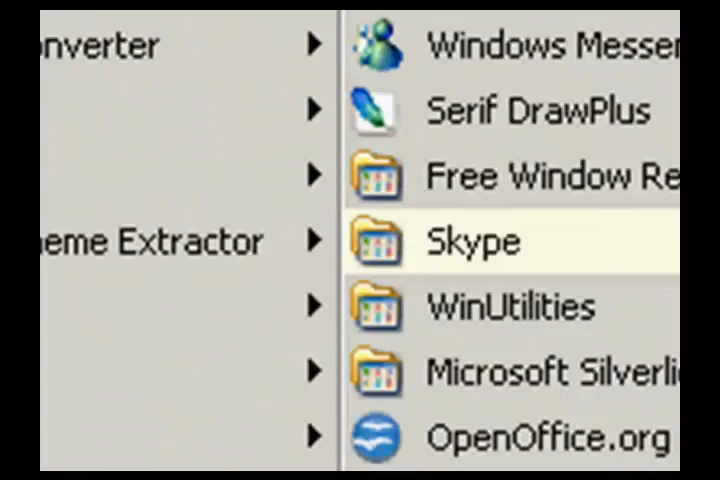 onverter
Windows Messen
Serif DrawPlus
Free Window Re
eme Extractor
Skype
WinUtilities
Microsoft Silverli
OpenOffice.org